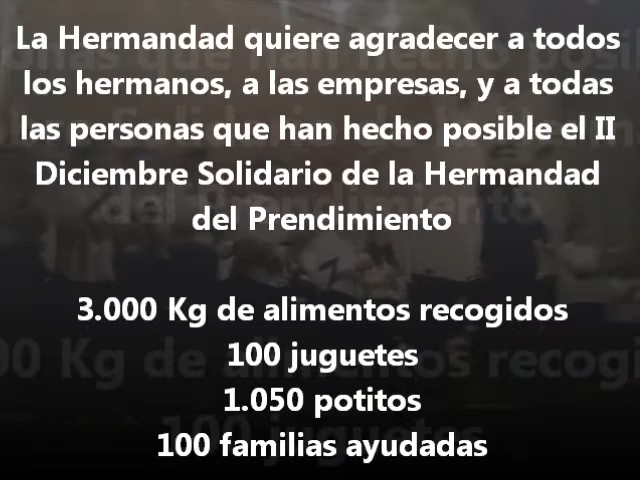 La Hermandad quiere agradecer a todos
los hermanos, a las empresas, y a todas
las personas que han hecho posible el II
Diciembre Solidario de la Hermandad
del Prendimiento
3.000 Kg de alimentos recogidos
100 juguetes
1.050 potitos
100 familias ayudadas